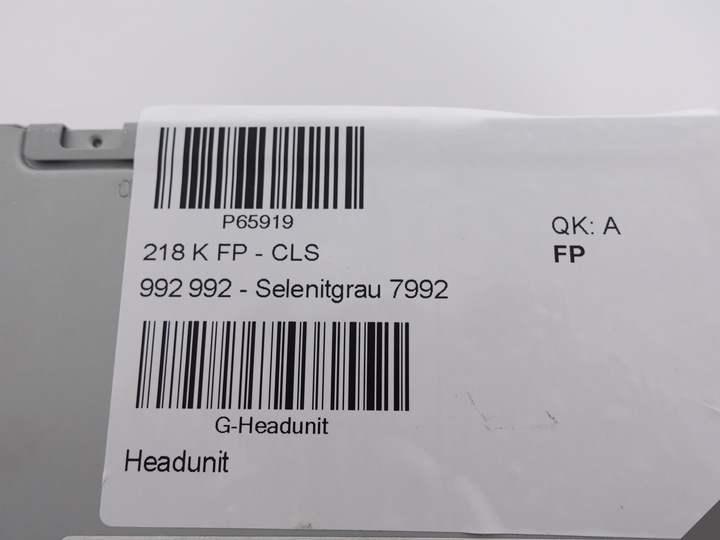 P65919
218 K FP - CLS
QK: A
FP
992 992 - Selenitgrau 7992
G-Headunit
Headunit